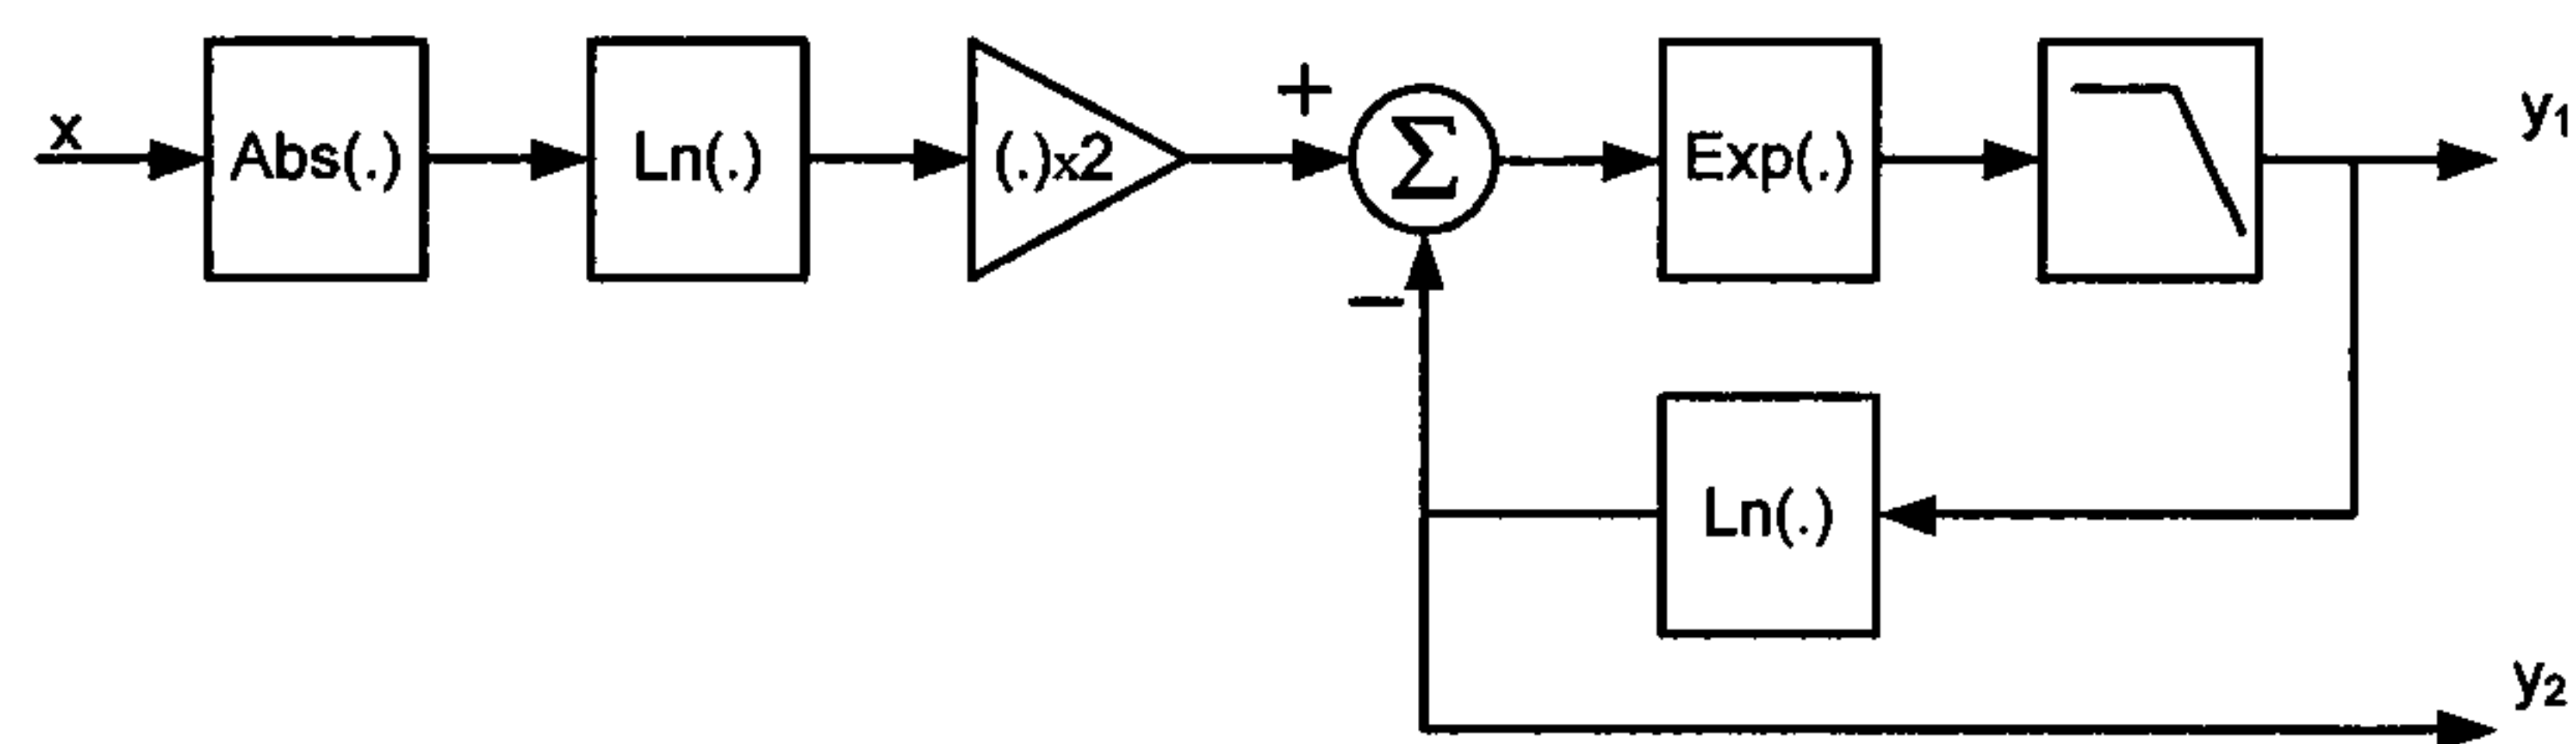 x
Abs(.)
Ln(.)
(.)x2
+
Σ
−
Exp(.)
y₁
Ln(.)
y₂